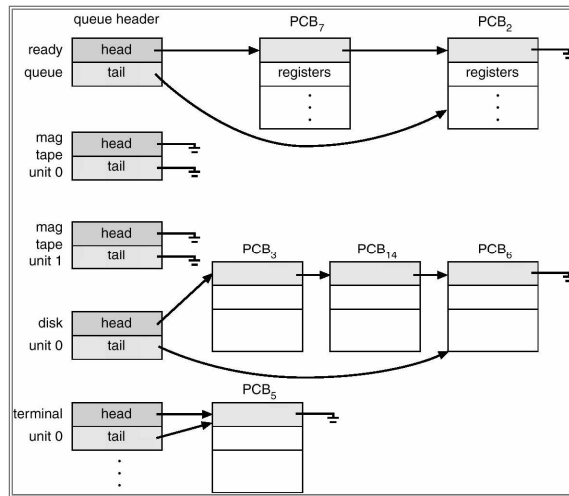 queue header
PCB7
PCB2
ready
queue
head
tail
registers
registers
mag
tape
unit 0
head
tail
mag
tape
unit 1
head
tail
PCB3
PCB14
PCB6
disk
unit 0
head
tail
PCB5
terminal
unit 0
head
tail